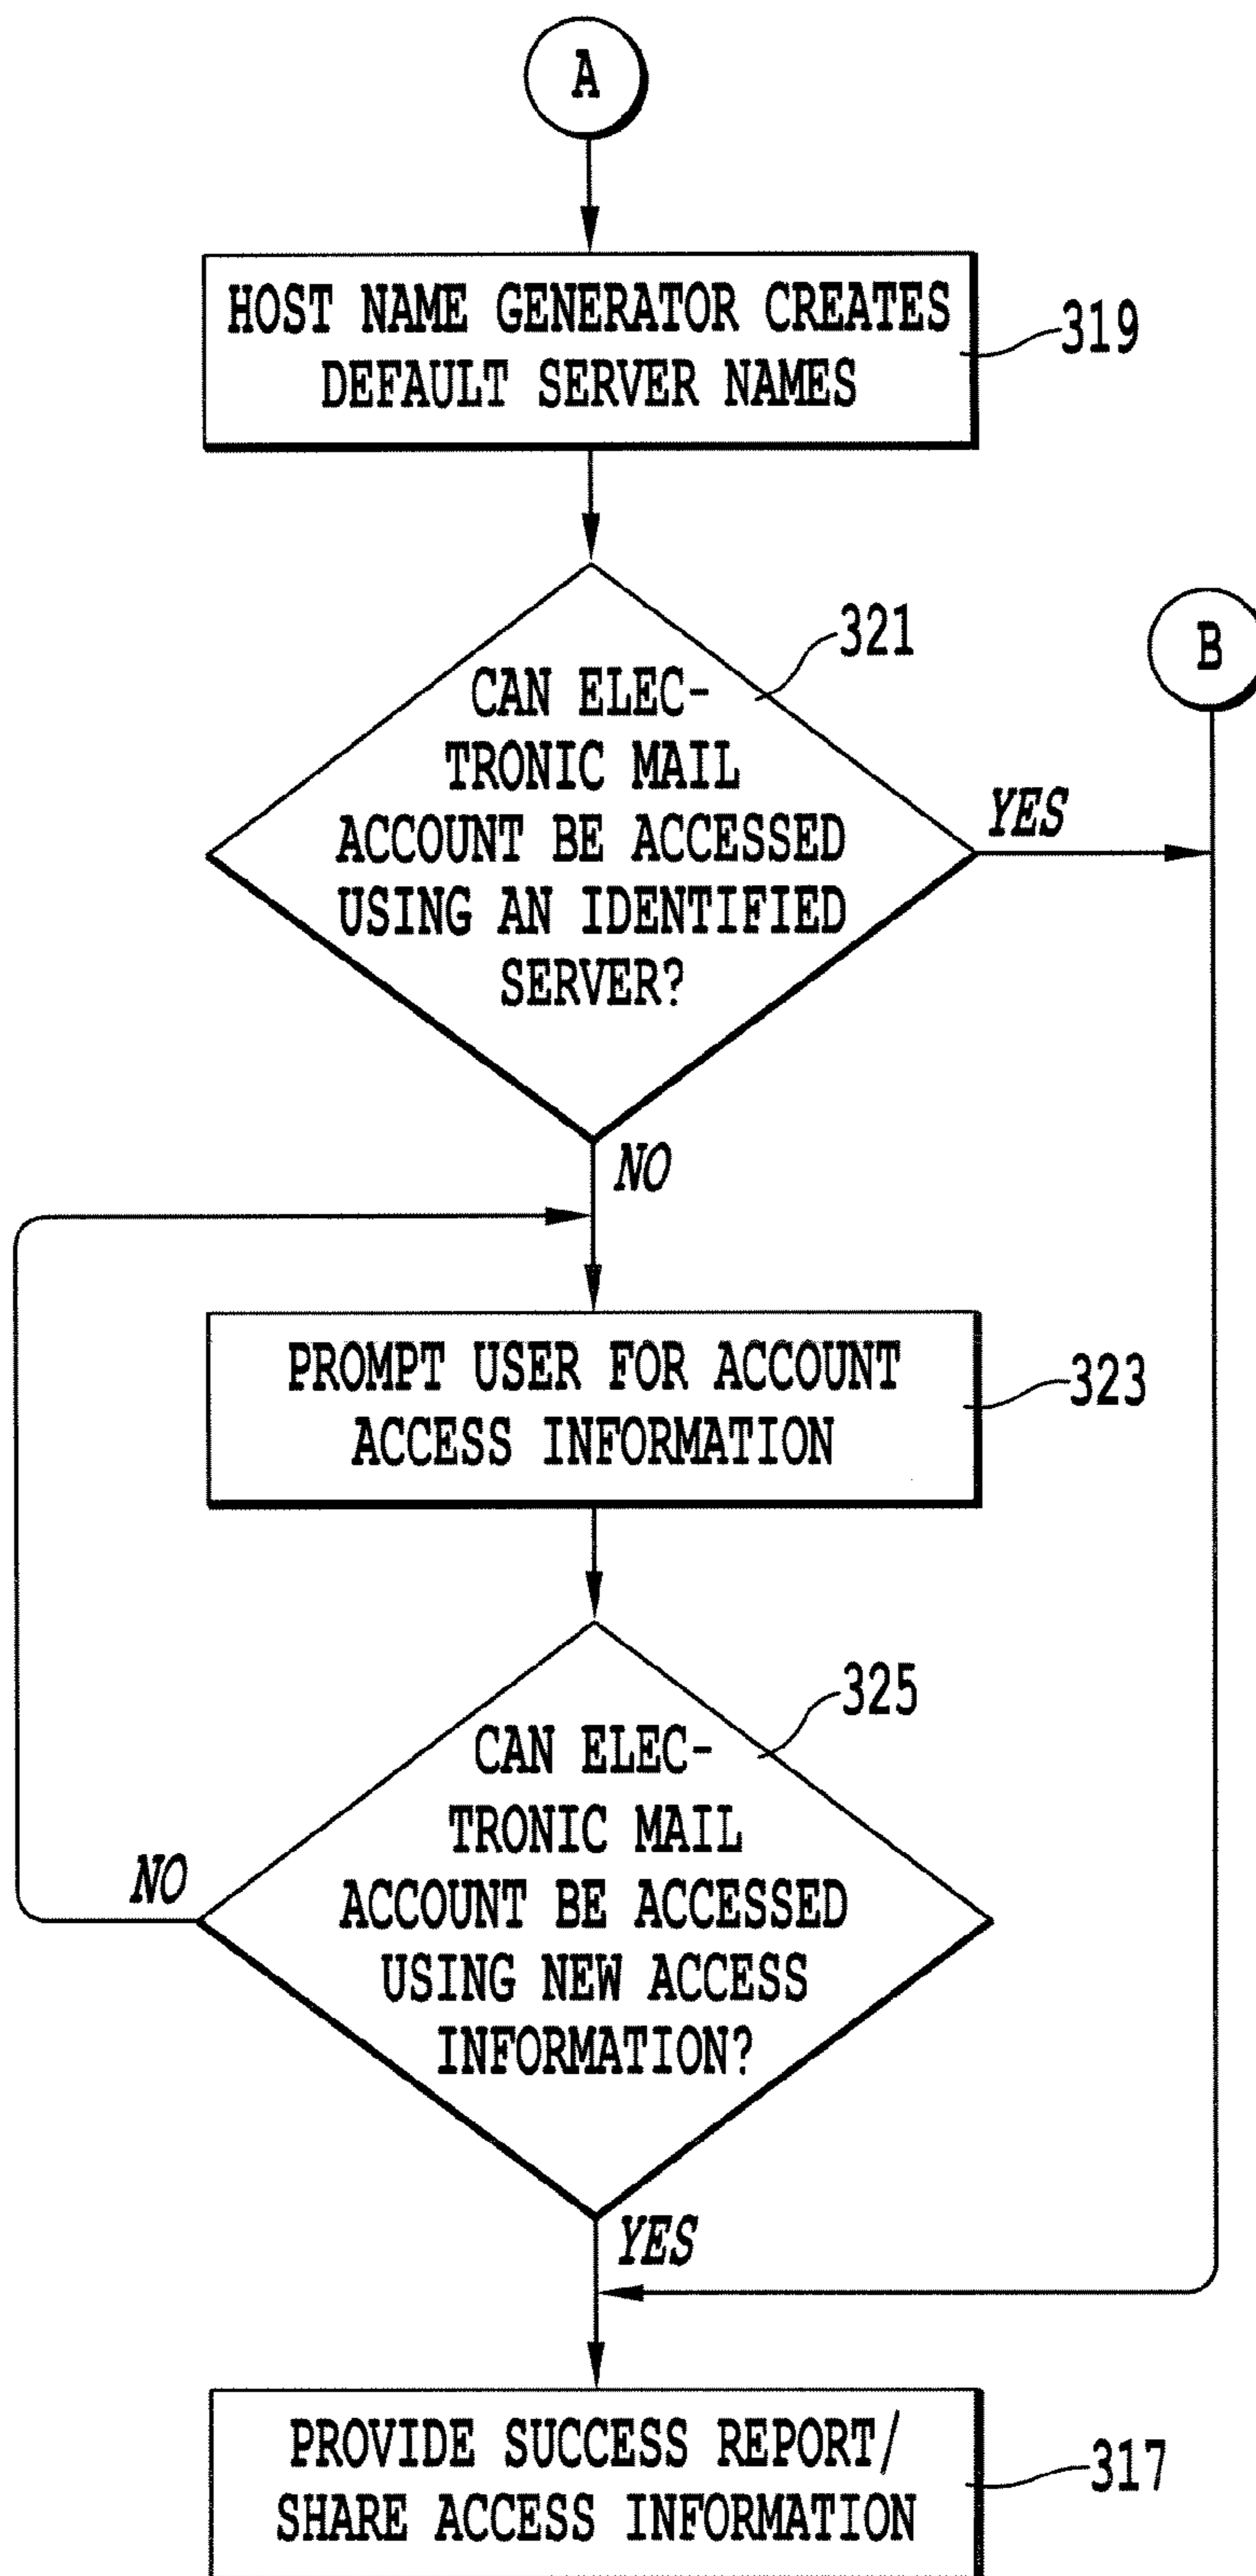 A
HOST NAME GENERATOR CREATES
DEFAULT SERVER NAMES
319
321
B
CAN ELEC-
TRONIC MAIL
ACCOUNT BE ACCESSED
USING AN IDENTIFIED
SERVER?
YES
NO
PROMPT USER FOR ACCOUNT
ACCESS INFORMATION
323
325
CAN ELEC-
TRONIC MAIL
ACCOUNT BE ACCESSED
USING NEW ACCESS
INFORMATION?
NO
YES
PROVIDE SUCCESS REPORT/
SHARE ACCESS INFORMATION
317